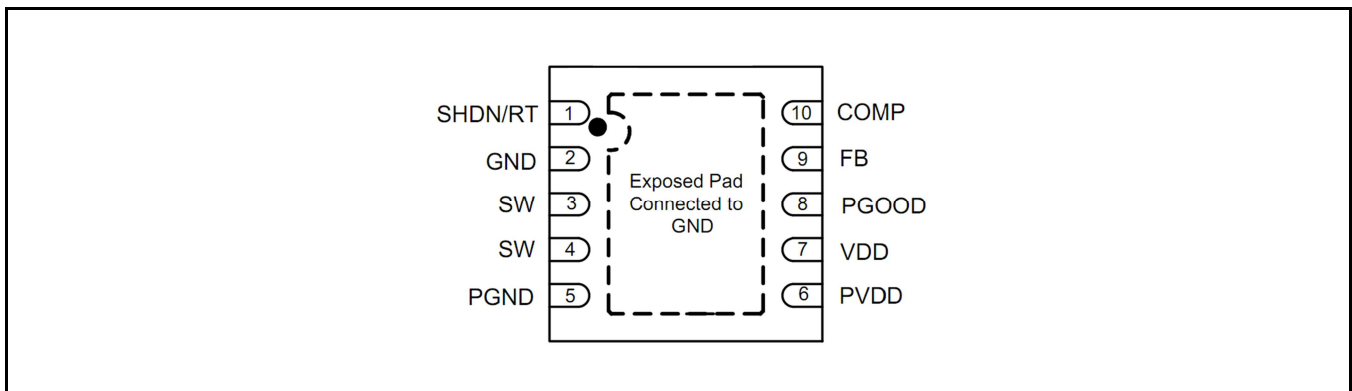 SHDN/RT 1
GND 2
SW 3
SW 4
PGND 5
Exposed Pad
Connected to
GND
10 COMP
9 FB
8 PGOOD
7 VDD
6 PVDD